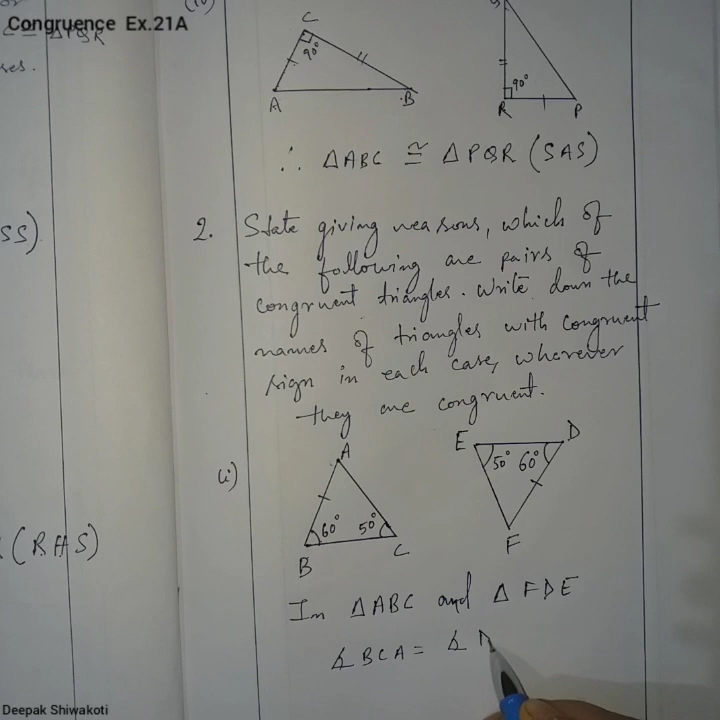 Congruence Ex.21A
C
90°
A
B
90°
R
P
∴ ΔABC ≅ ΔPQR (SAS)
SS)
2. State giving reasons, which of
the following are pairs of
congruent triangles. Write down the
names of triangles with congruent
sign in each case, wherever
they are congruent.
(i)
A
60°
50°
B
C
E
D
50°
60°
F
(RHS)
In ΔABC and Δ FDE
∡BCA = ∡
Deepak Shiwakoti